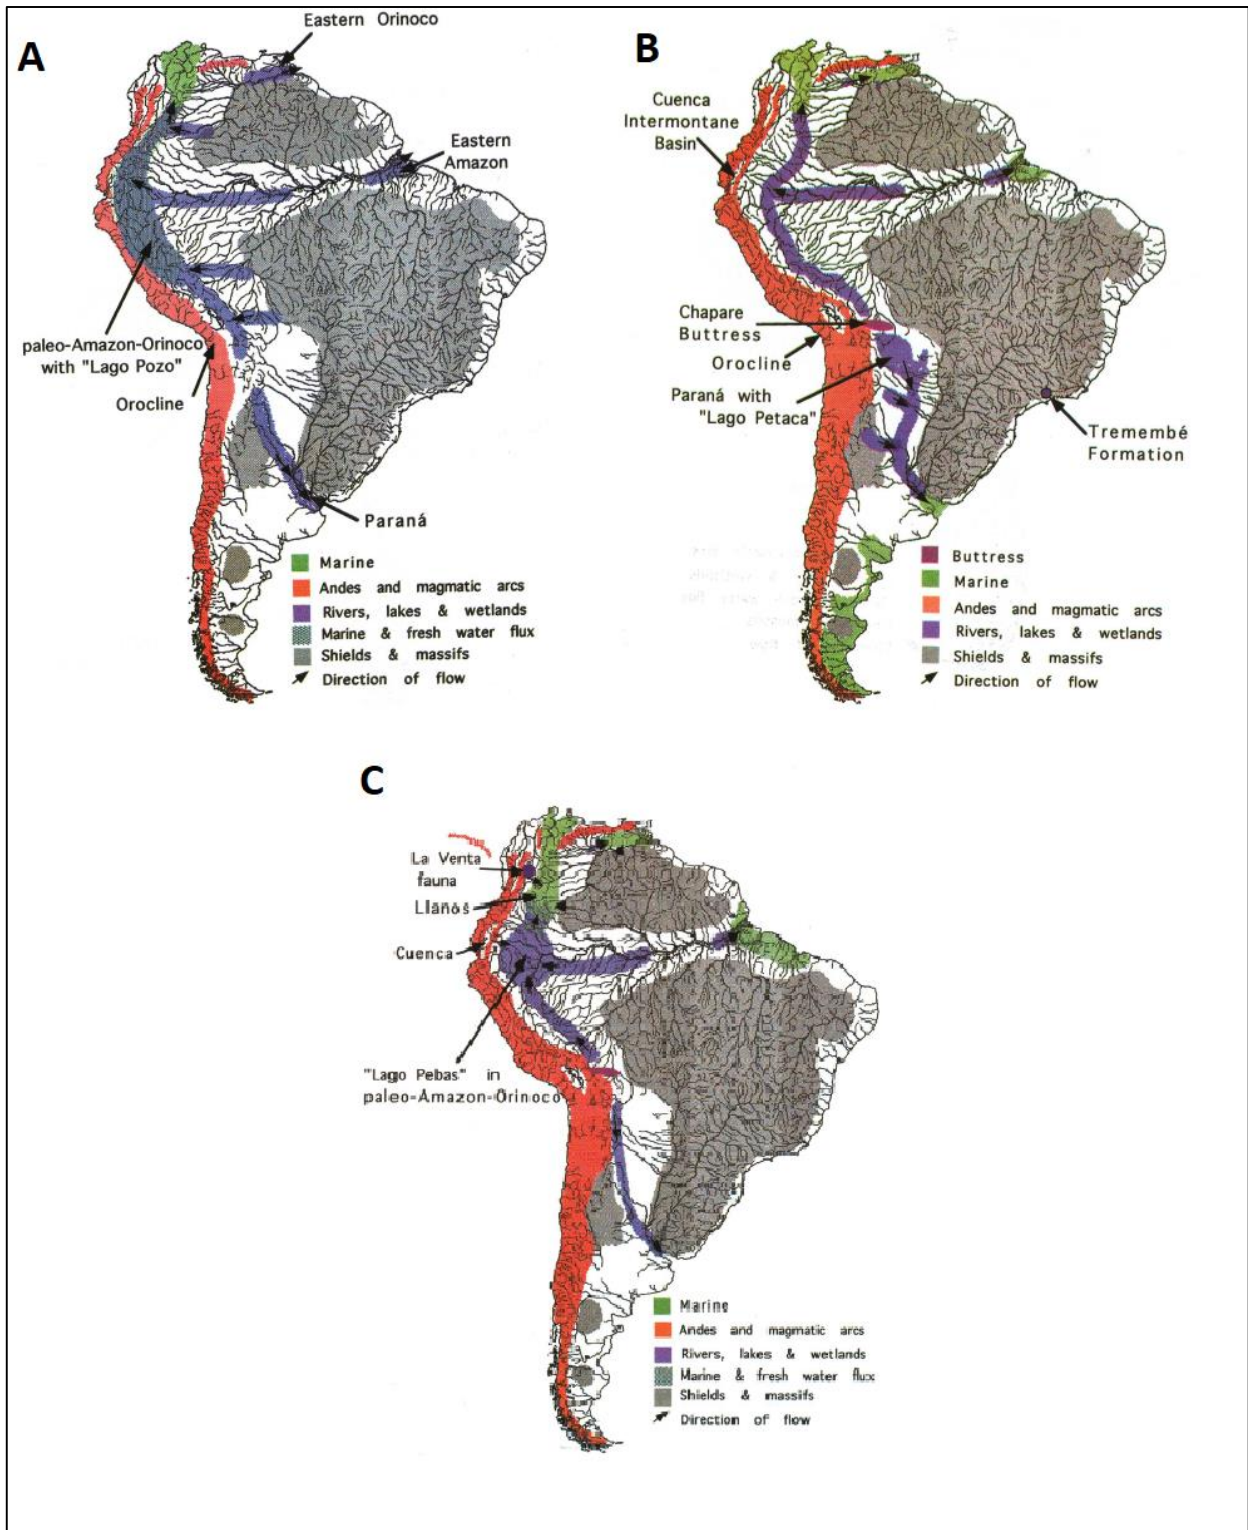 A
Eastern Orinoco
Eastern
Amazon
paleo-Amazon-Orinoco
with "Lago Pozo"
Orocline
Paraná
Marine
Andes and magmatic arcs
Rivers, lakes & wetlands
Marine & fresh water flux
Shields & massifs
Direction of flow
B
Cuenca
Intermontane
Basin
Chapare
Buttress
Orocline
Paraná with
"Lago Petaca"
Tremembé
Formation
Buttress
Marine
Andes and magmatic arcs
Rivers, lakes & wetlands
Shields & massifs
Direction of flow
C
La Venta
fauna
Llanos
Cuenca
"Lago Pebas" in
paleo-Amazon-Orinoco
Marine
Andes and magmatic arcs
Rivers, lakes & wetlands
Marine & fresh water flux
Shields & massifs
Direction of flow